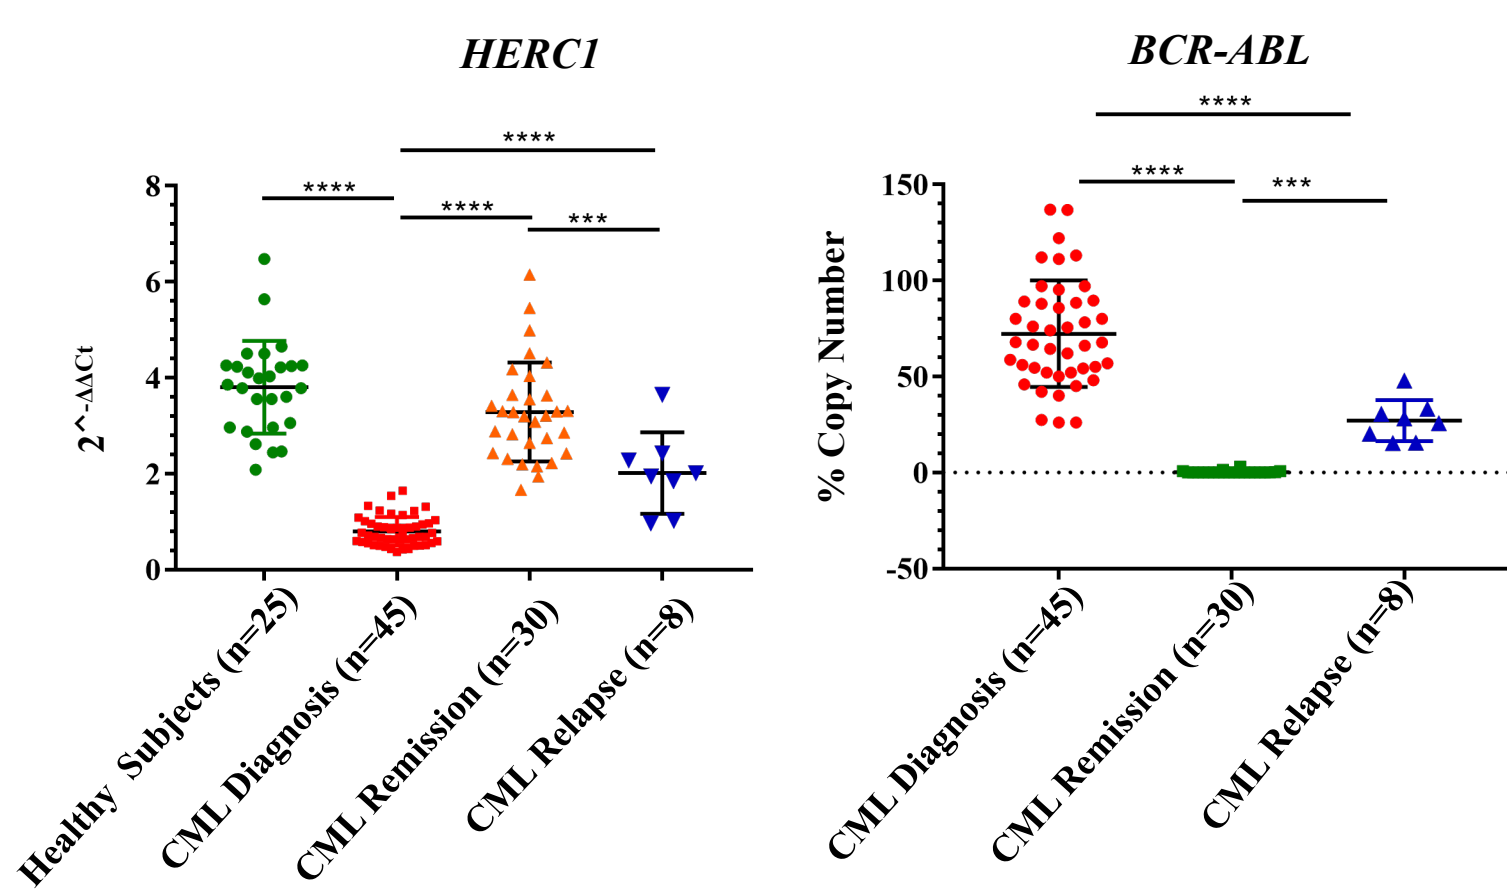 HERC1
****
****
****
***
8
6
4
2
0
2^-ΔΔCt
Healthy Subjects (n=25)
CML Diagnosis (n=45)
CML Remission (n=30)
CML Relapse (n=8)
BCR-ABL
****
****
***
150
100
50
0
-50
% Copy Number
CML Diagnosis (n=45)
CML Remission (n=30)
CML Relapse (n=8)